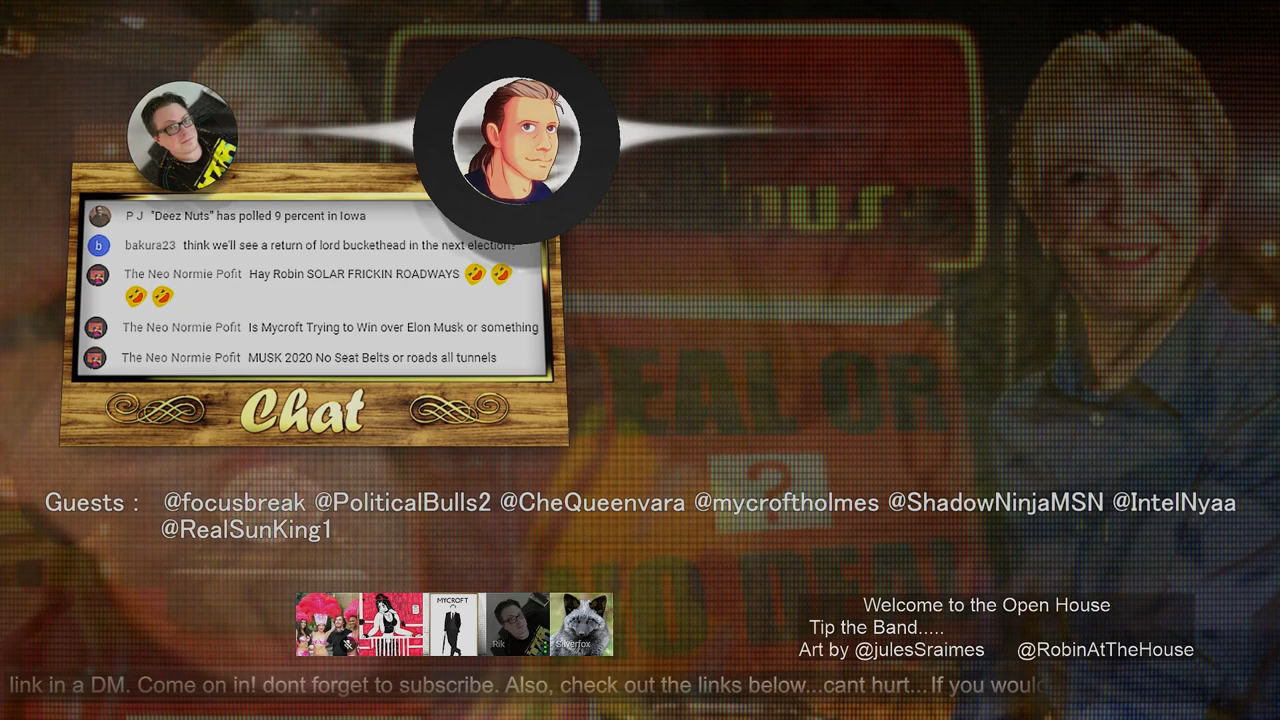 P J "Deez Nuts" has polled 9 percent in Iowa
b bakura23 think we'll see a return of lord buckethead in the next election?
The Neo Normie Pofit Hay Robin SOLAR FRICKIN ROADWAYS 🤣 🤣
🤣 🤣
The Neo Normie Pofit Is Mycroft Trying to Win over Elon Musk or something
The Neo Normie Pofit MUSK 2020 No Seat Belts or roads all tunnels
Chat
DEAL OR
?
NO DEAL
Guests : @focusbreak @PoliticalBulls2 @CheQueenvara @mycroftholmes @ShadowNinjaMSN @IntelNyaa
@RealSunKing1
MYCROFT
Rik
Silverfox
Welcome to the Open House
Tip the Band.....
Art by @julesSraimes @RobinAtTheHouse
link in a DM. Come on in! dont forget to subscribe. Also, check out the links below...cant hurt... If you would